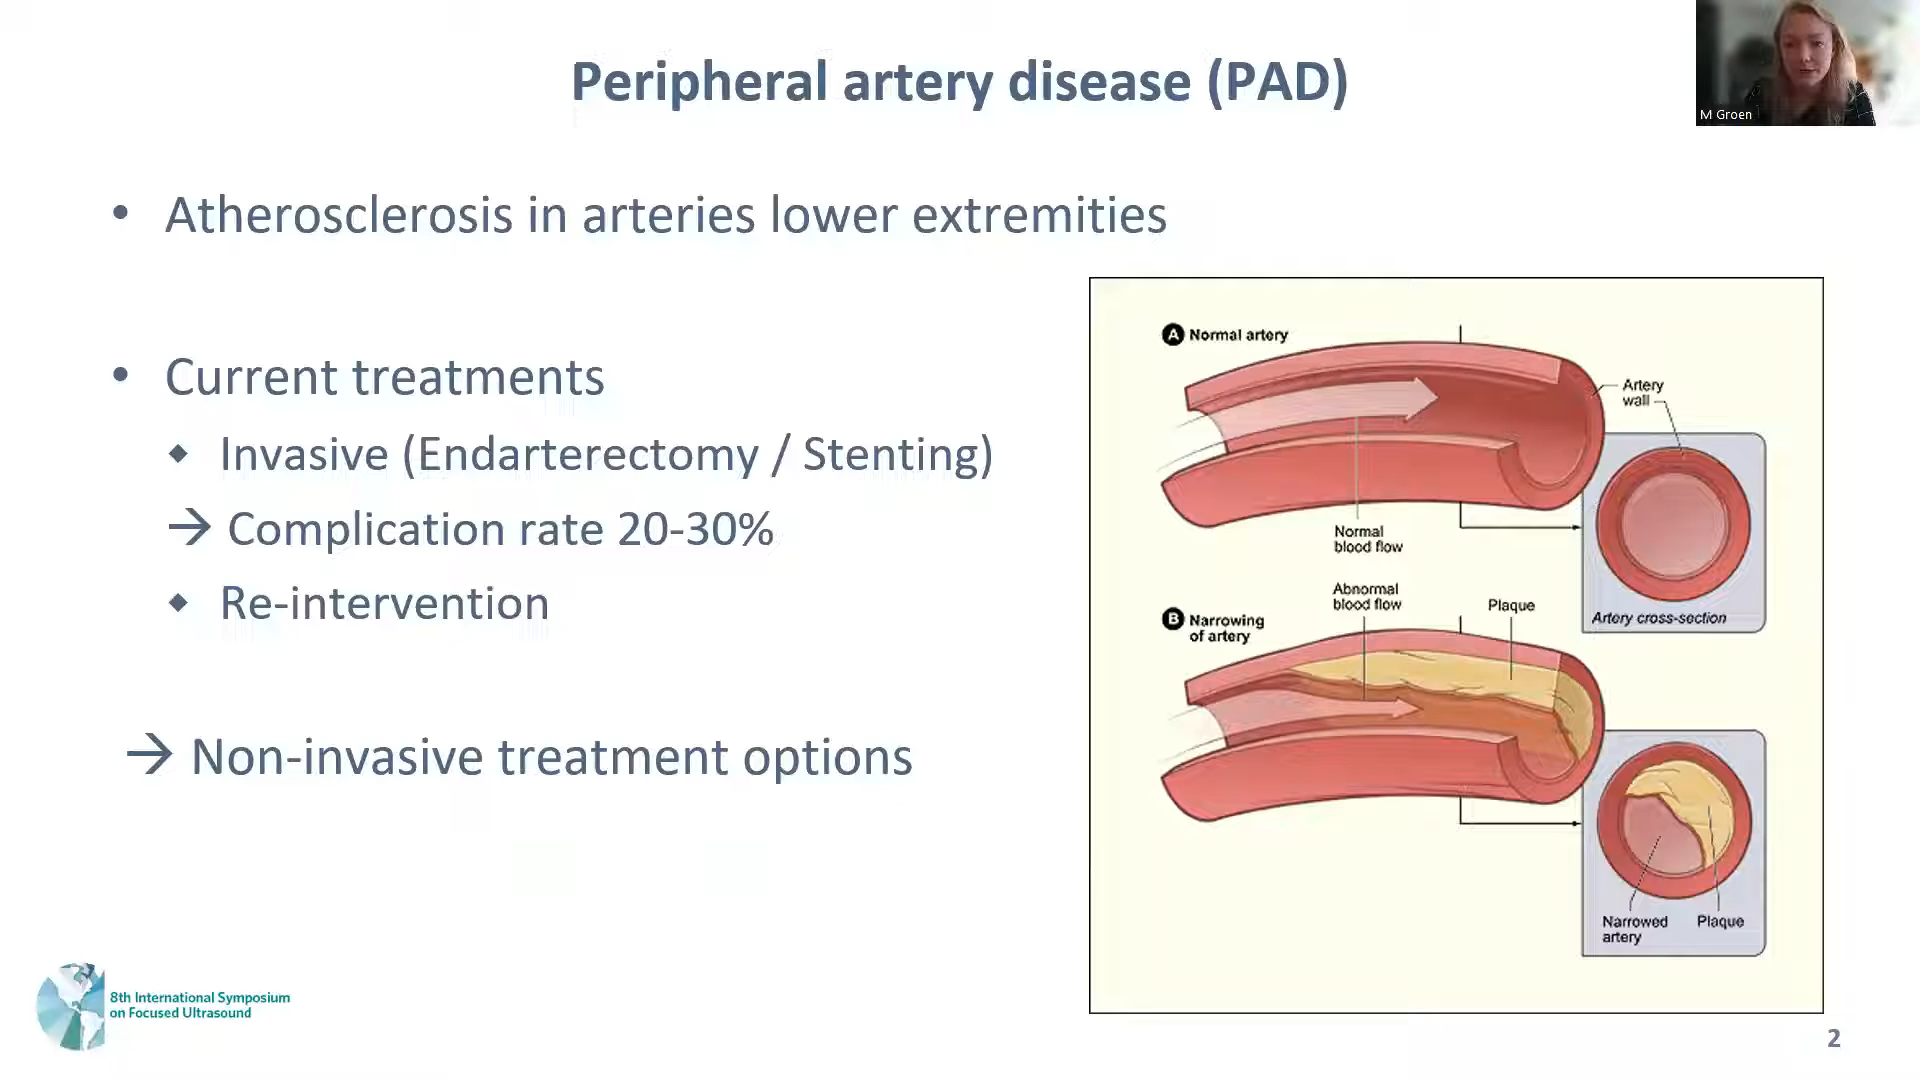 Peripheral artery disease (PAD)
M Groen
• Atherosclerosis in arteries lower extremities
• Current treatments
◆ Invasive (Endarterectomy / Stenting)
→ Complication rate 20-30%
◆ Re-intervention
→ Non-invasive treatment options
A Normal artery
Artery
wall
Normal
blood flow
Artery cross-section
Abnormal
blood flow
Plaque
B Narrowing
of artery
Narrowed
artery
Plaque
8th International Symposium
on Focused Ultrasound
2